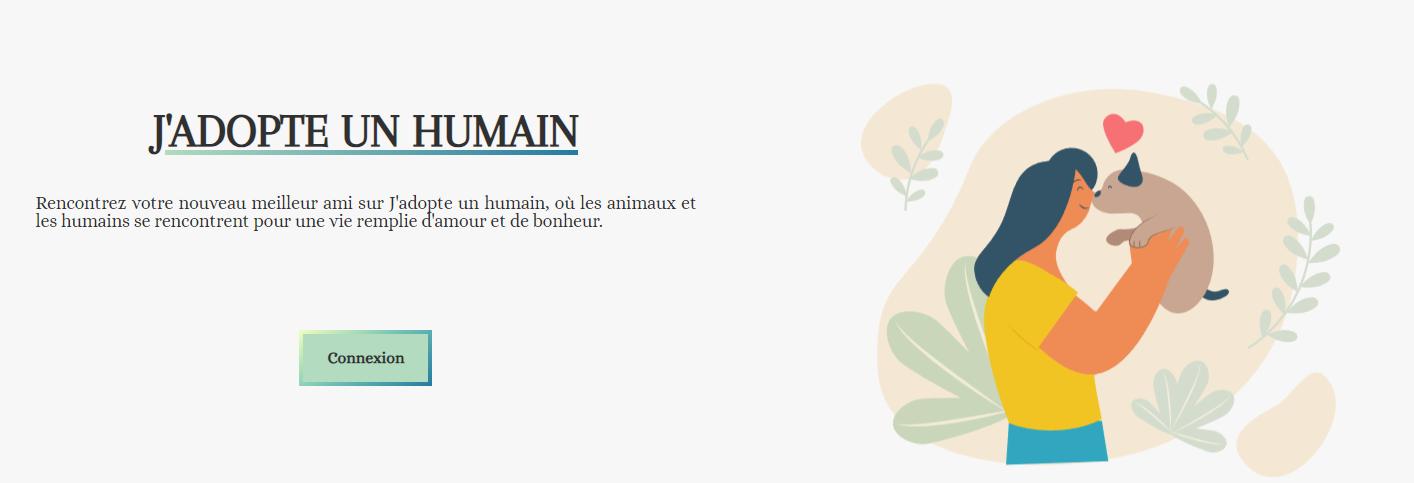 J'ADOPTE UN HUMAIN
Rencontrez votre nouveau meilleur ami sur J'adopte un humain, où les animaux et
les humains se rencontrent pour une vie remplie d'amour et de bonheur.
Connexion